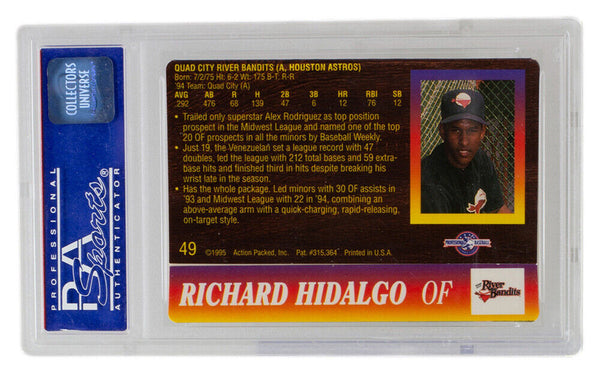 COLLECTORS
UNIVERSE
PROFESSIONAL
PSA Sports
AUTHENTICATOR
QUAD CITY RIVER BANDITS (A, HOUSTON ASTROS)
Born: 7/2/75 Ht: 6-2 Wt: 175 B-T: R-R
'94 Team: Quad City (A)
AVG AB R H 2B 3B HR RBI SB
.292 476 68 139 47 6 12 76 12
• Trailed only superstar Alex Rodriguez as top position
prospect in the Midwest League and named one of the
top 20 OF prospects in all the minors by Baseball Weekly.
• Just 19, the Venezuelan set a league record with 47
doubles, led the league with 212 total bases and 59 extra-
base hits and finished third in hits despite breaking his
wrist late in the season.
• Has the whole package. Led minors with 30 OF assists in
'93 and Midwest League with 22 in '94, combining an
above-average arm with a quick-charging, rapid-releasing,
on-target style.
49 ©1995 Action Packed, Inc. Pat. #315,364 Printed in U.S.A.
PROFESSIONAL BASEBALL
RICHARD HIDALGO OF
River
Bandits